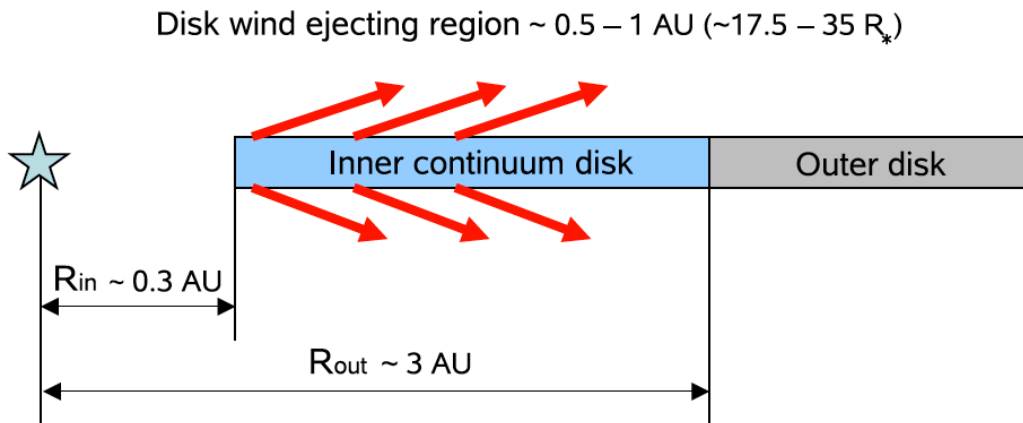 Disk wind ejecting region ~ 0.5 – 1 AU (~17.5 – 35 R*)
Inner continuum disk
Outer disk
Rin ~ 0.3 AU
Rout ~ 3 AU